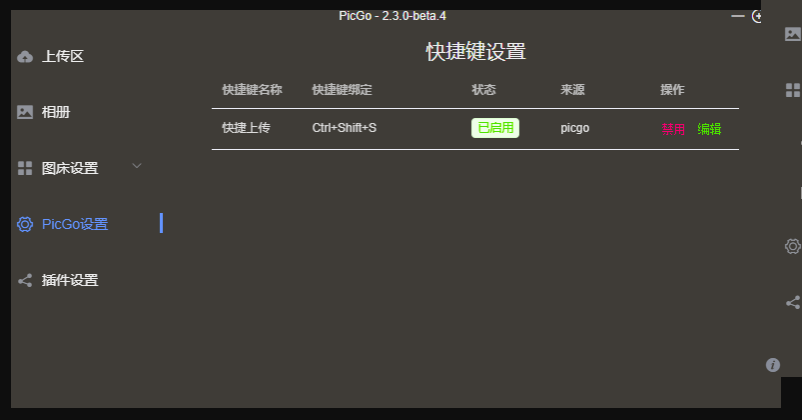 PicGo - 2.3.0-beta.4
上传区
相册
图床设置
PicGo设置
插件设置
快捷键设置
快捷键名称 快捷键绑定 状态 来源 操作
快捷上传 Ctrl+Shift+S 已启用 picgo 禁用 编辑